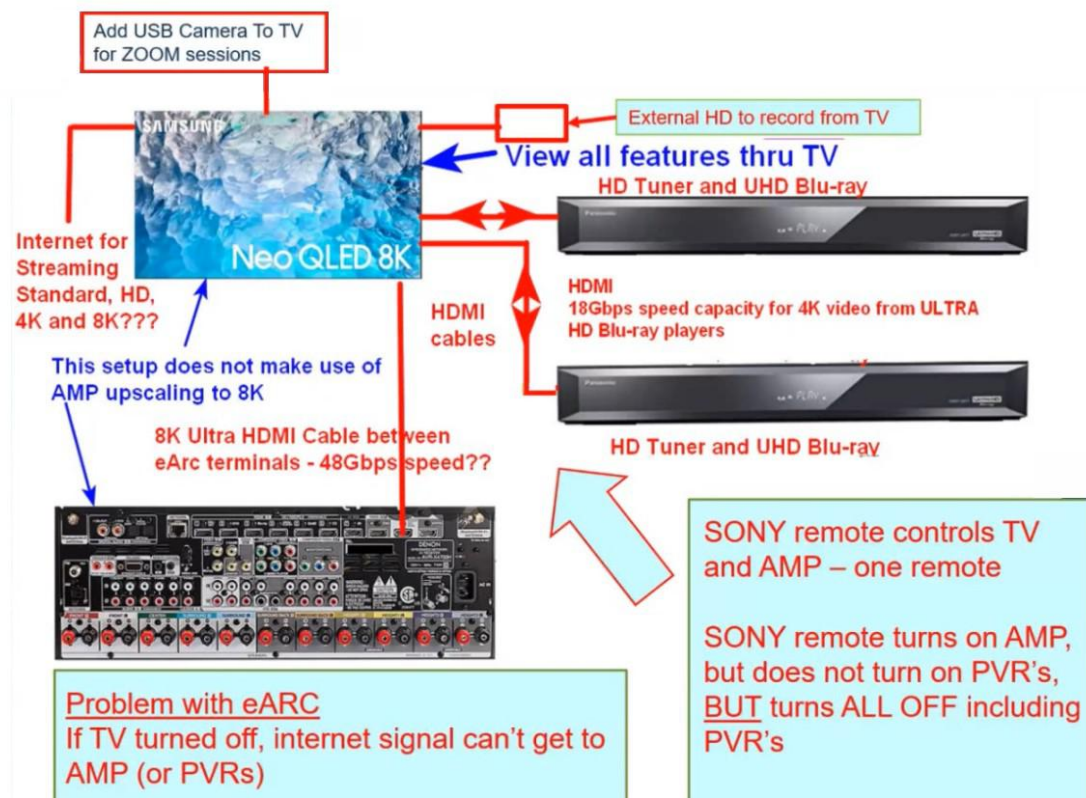 Add USB Camera To TV
for ZOOM sessions
SAMSUNG
External HD to record from TV
View all features thru TV
HD Tuner and UHD Blu-ray
Panasonic
Neo QLED 8K
Internet for
Streaming
Standard, HD,
4K and 8K???
HDMI
cables
HDMI
18Gbps speed capacity for 4K video from ULTRA
HD Blu-ray players
This setup does not make use of
AMP upscaling to 8K
Panasonic
8K Ultra HDMI Cable between
eArc terminals - 48Gbps speed??
HD Tuner and UHD Blu-ray
DENON
SONY remote controls TV
and AMP – one remote
SONY remote turns on AMP,
but does not turn on PVR’s,
BUT turns ALL OFF including
PVR’s
Problem with eARC
If TV turned off, internet signal can’t get to
AMP (or PVRs)